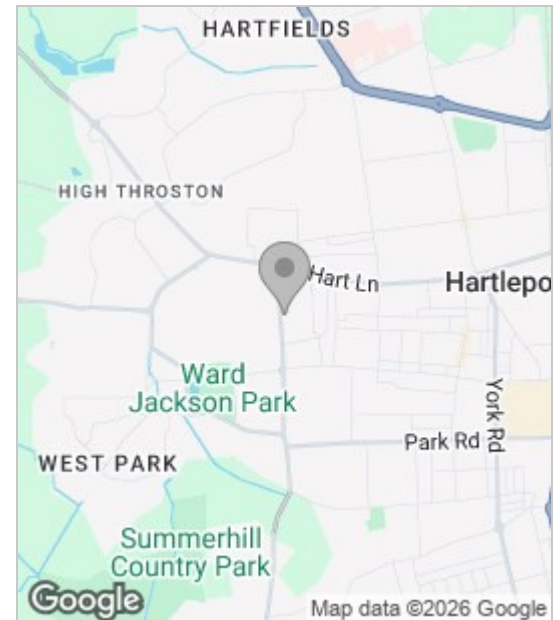 HARTFIELDS
HIGH THROSTON
Hart Ln
Hartlepo
Ward
Jackson Park
York Rd
Park Rd
WEST PARK
Summerhill
Country Park
Google
Map data ©2026 Google